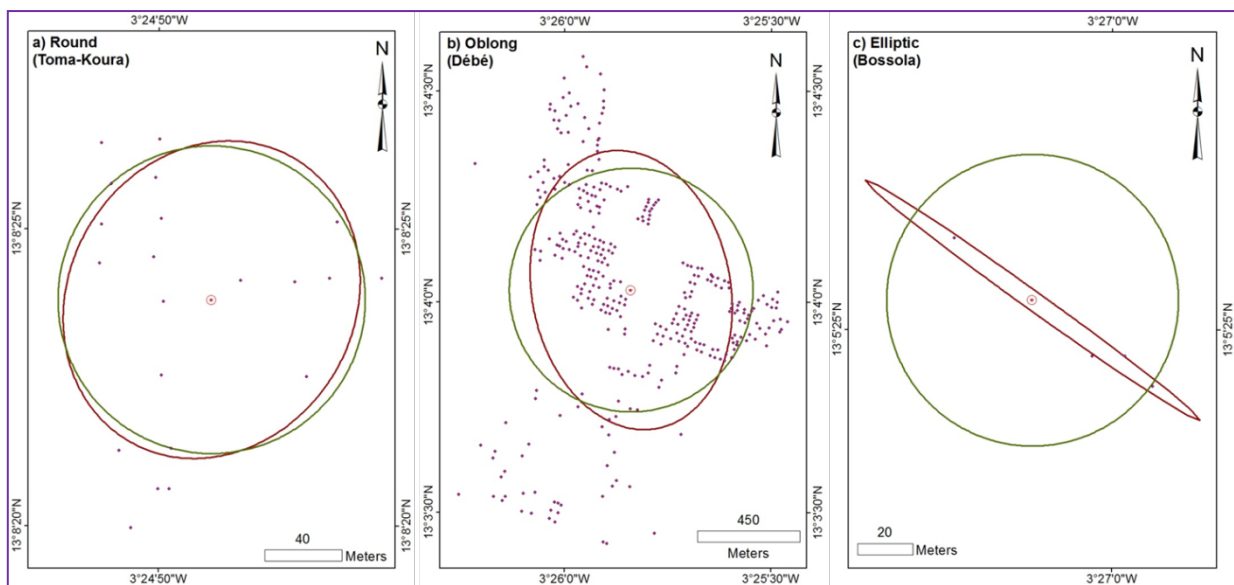 3°24'50"W
a) Round
(Toma-Koura)
N
13°8'25"N
13°8'25"N
13°8'20"N
13°8'20"N
40
Meters
3°24'50"W
3°26'0"W
3°25'30"W
b) Oblong
(Débé)
N
13°4'30"N
13°4'30"N
13°4'0"N
13°4'0"N
13°3'30"N
13°3'30"N
450
Meters
3°26'0"W
3°25'30"W
3°27'0"W
c) Elliptic
(Bossola)
N
13°5'25"N
13°5'25"N
20
Meters
3°27'0"W